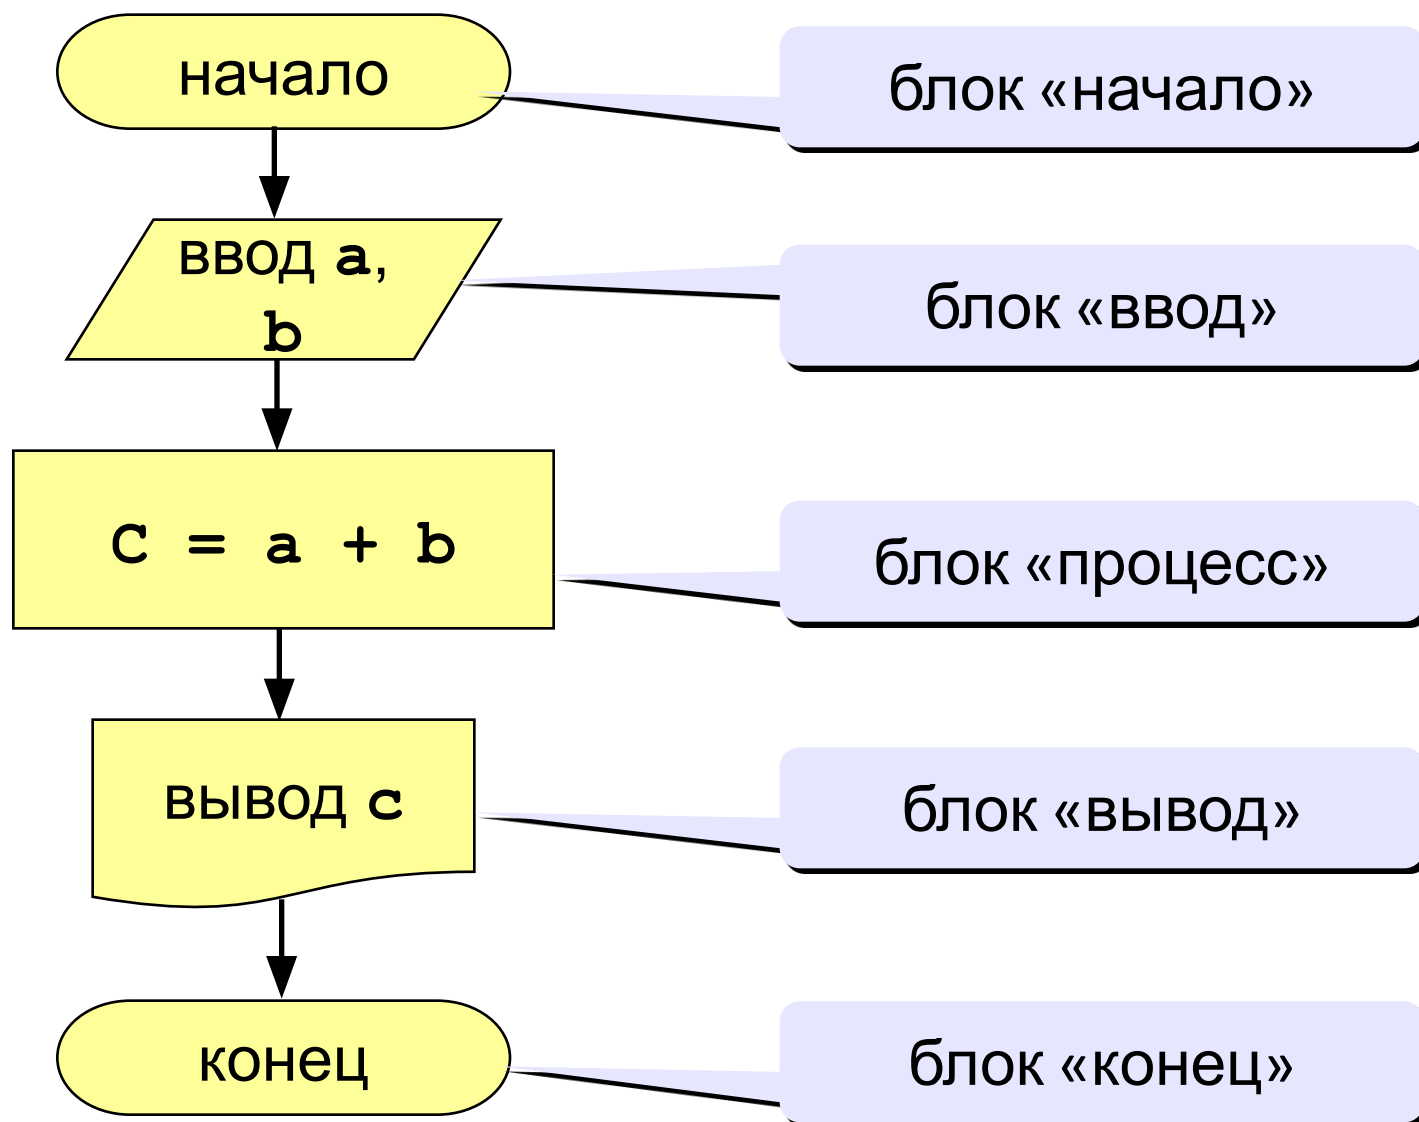 начало
блок «начало»
ввод a,
b
блок «ввод»
C = a + b
блок «процесс»
вывод c
блок «вывод»
конец
блок «конец»